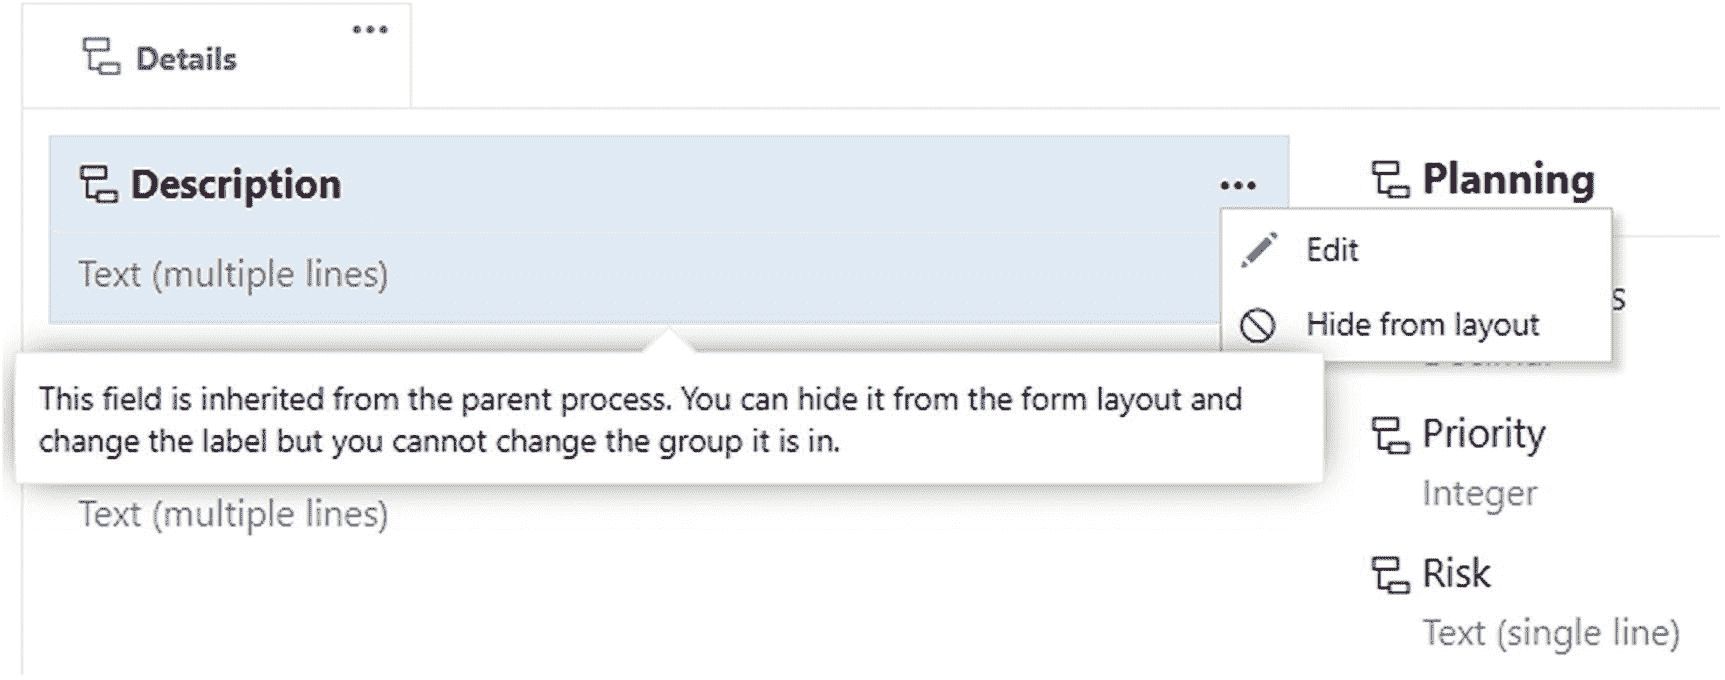 Details
Description
Text (multiple lines)
Planning
Edit
Hide from layout
This field is inherited from the parent process. You can hide it from the form layout and
change the label but you cannot change the group it is in.
Text (multiple lines)
Priority
Integer
Risk
Text (single line)